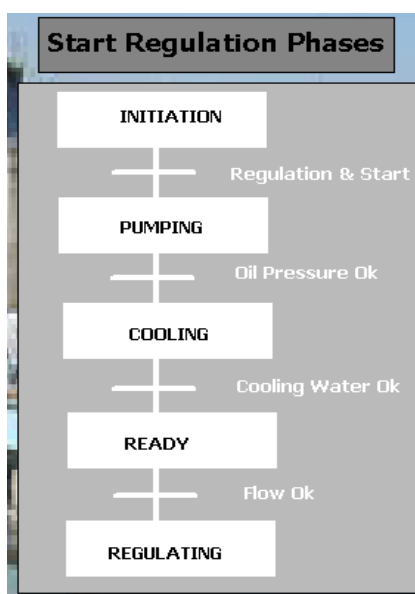 Start Regulation Phases
INITIATION
Regulation & Start
PUMPING
Oil Pressure Ok
COOLING
Cooling Water Ok
READY
Flow Ok
REGULATING